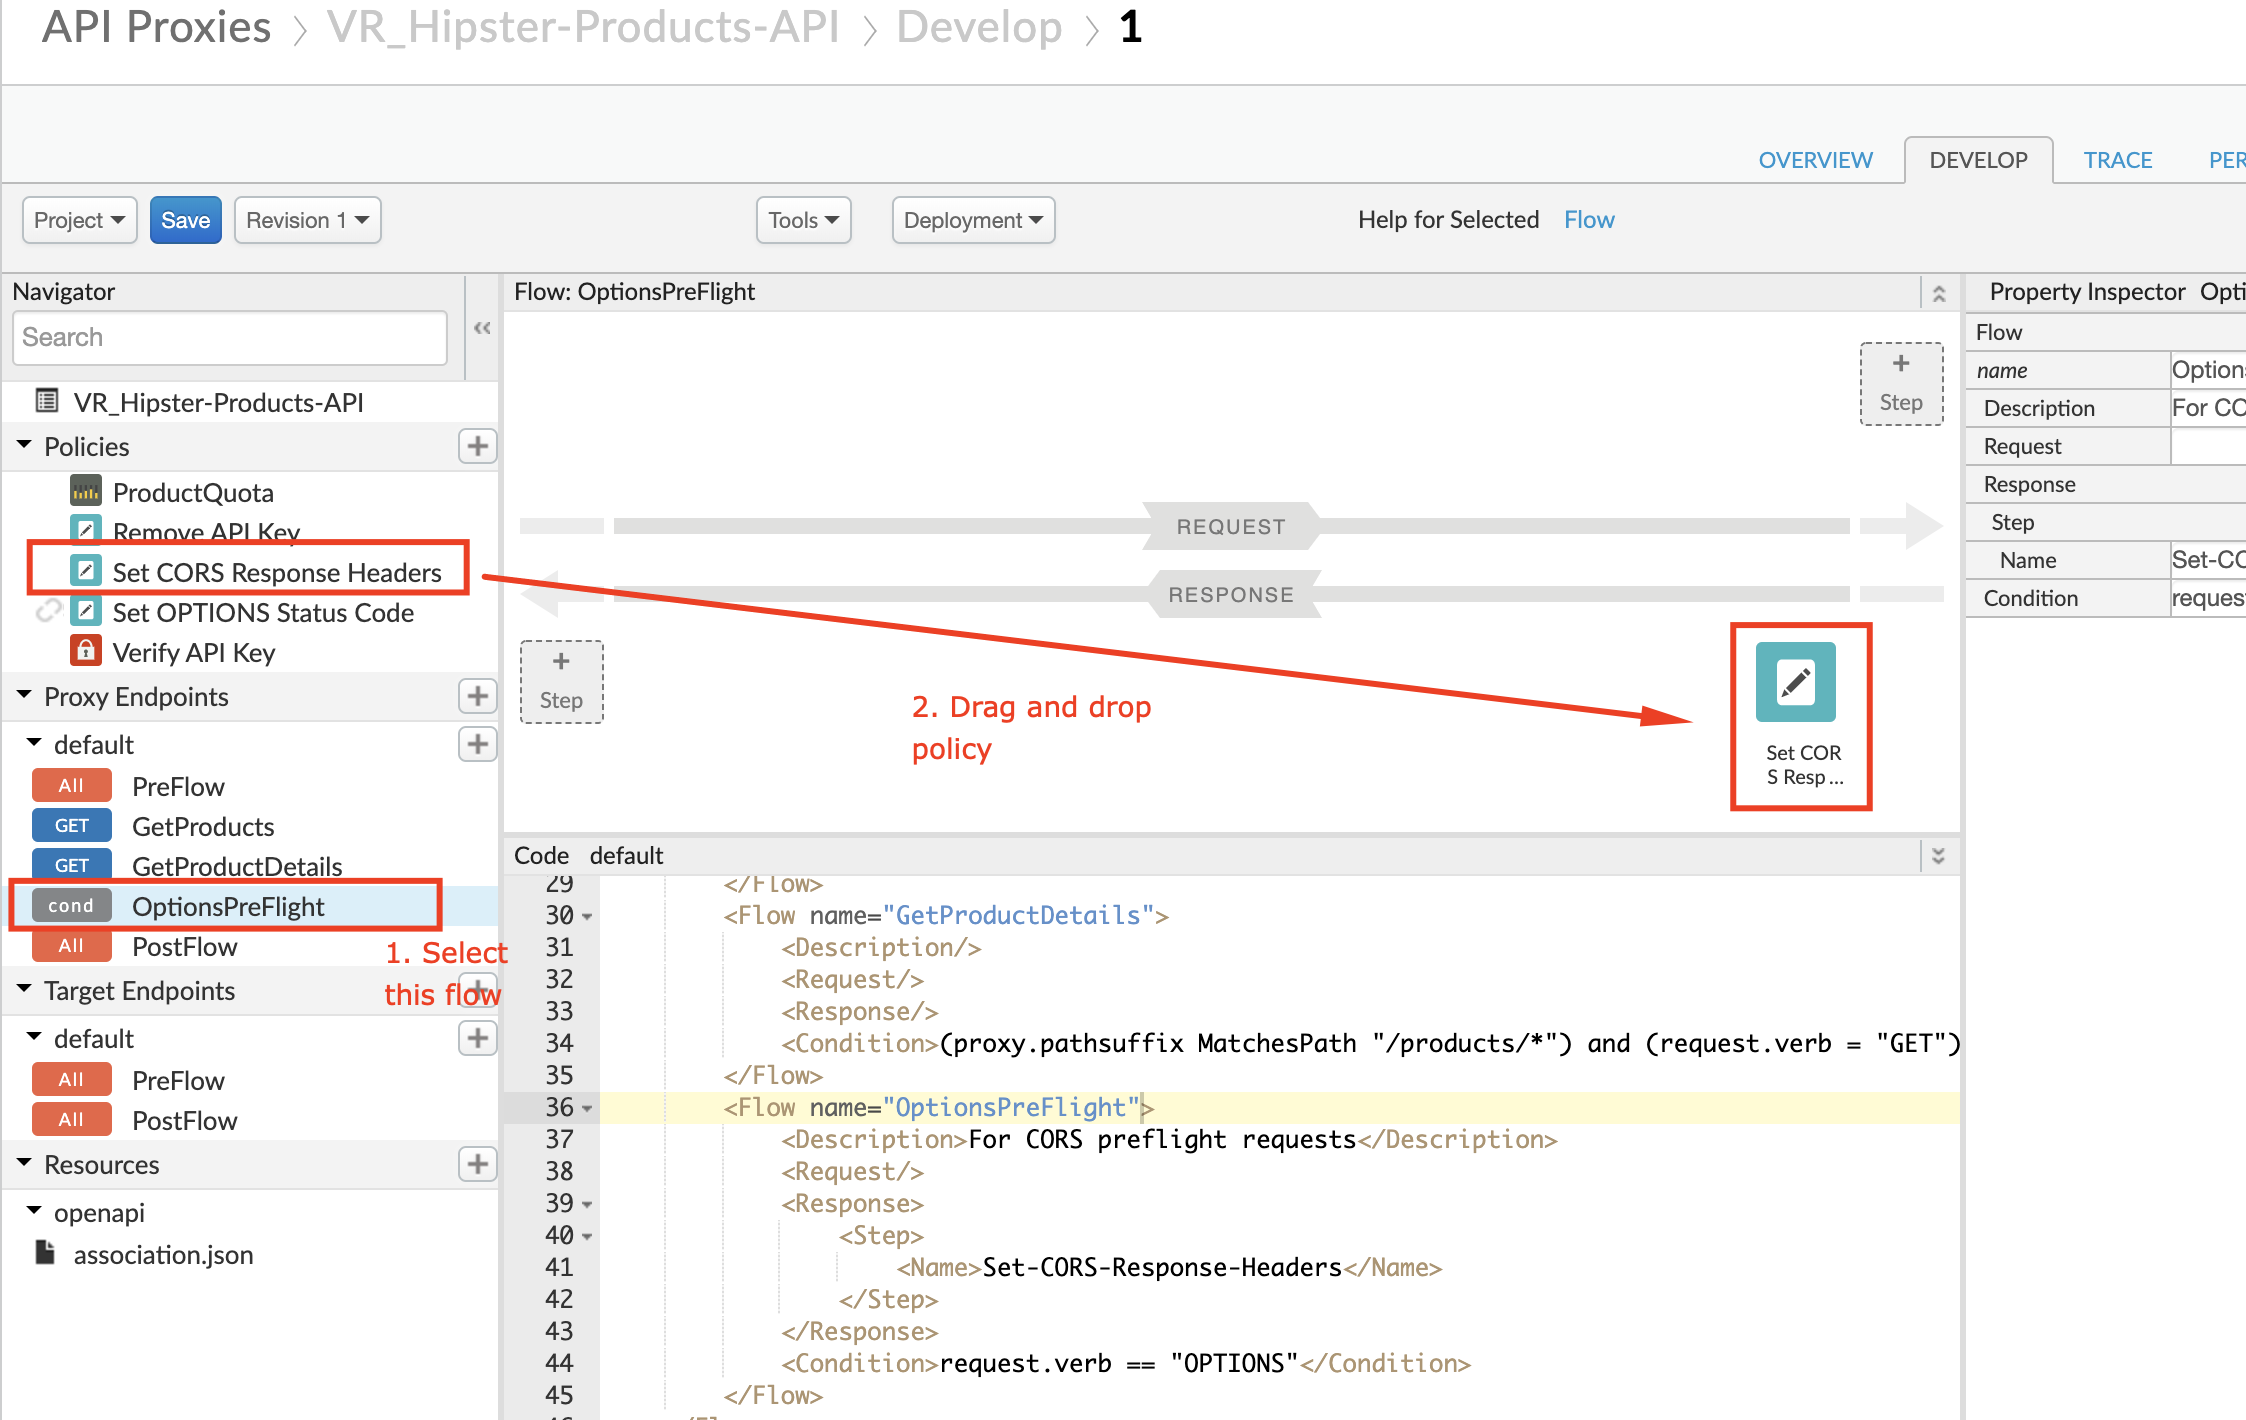 API Proxies > VR_Hipster-Products-API > Develop > 1
OVERVIEW DEVELOP TRACE PER
Project Save Revision 1 Tools Deployment Help for Selected Flow
Navigator
Search
VR_Hipster-Products-API
Policies
ProductQuota
Remove API Key
Set CORS Response Headers
Set OPTIONS Status Code
Verify API Key
Proxy Endpoints
default
All PreFlow
GET GetProducts
GET GetProductDetails
cond OptionsPreFlight
All PostFlow
1. Select
this flow
Target Endpoints
default
All PreFlow
All PostFlow
Resources
openapi
association.json
Flow: OptionsPreFlight
+
Step
REQUEST
RESPONSE
+
Step
2. Drag and drop
policy
Set COR
S Resp ...
Code default
29 </Flow>
30 <Flow name="GetProductDetails">
31 <Description/>
32 <Request/>
33 <Response/>
34 <Condition>(proxy.pathsuffix MatchesPath "/products/*") and (request.verb = "GET")
35 </Flow>
36 <Flow name="OptionsPreFlight">
37 <Description>For CORS preflight requests</Description>
38 <Request/>
39 <Response>
40 <Step>
41 <Name>Set-CORS-Response-Headers</Name>
42 </Step>
43 </Response>
44 <Condition>request.verb == "OPTIONS"</Condition>
45 </Flow>
Property Inspector Opti
Flow
name Options
Description For CO
Request
Response
Step
Name Set-CO
Condition reques